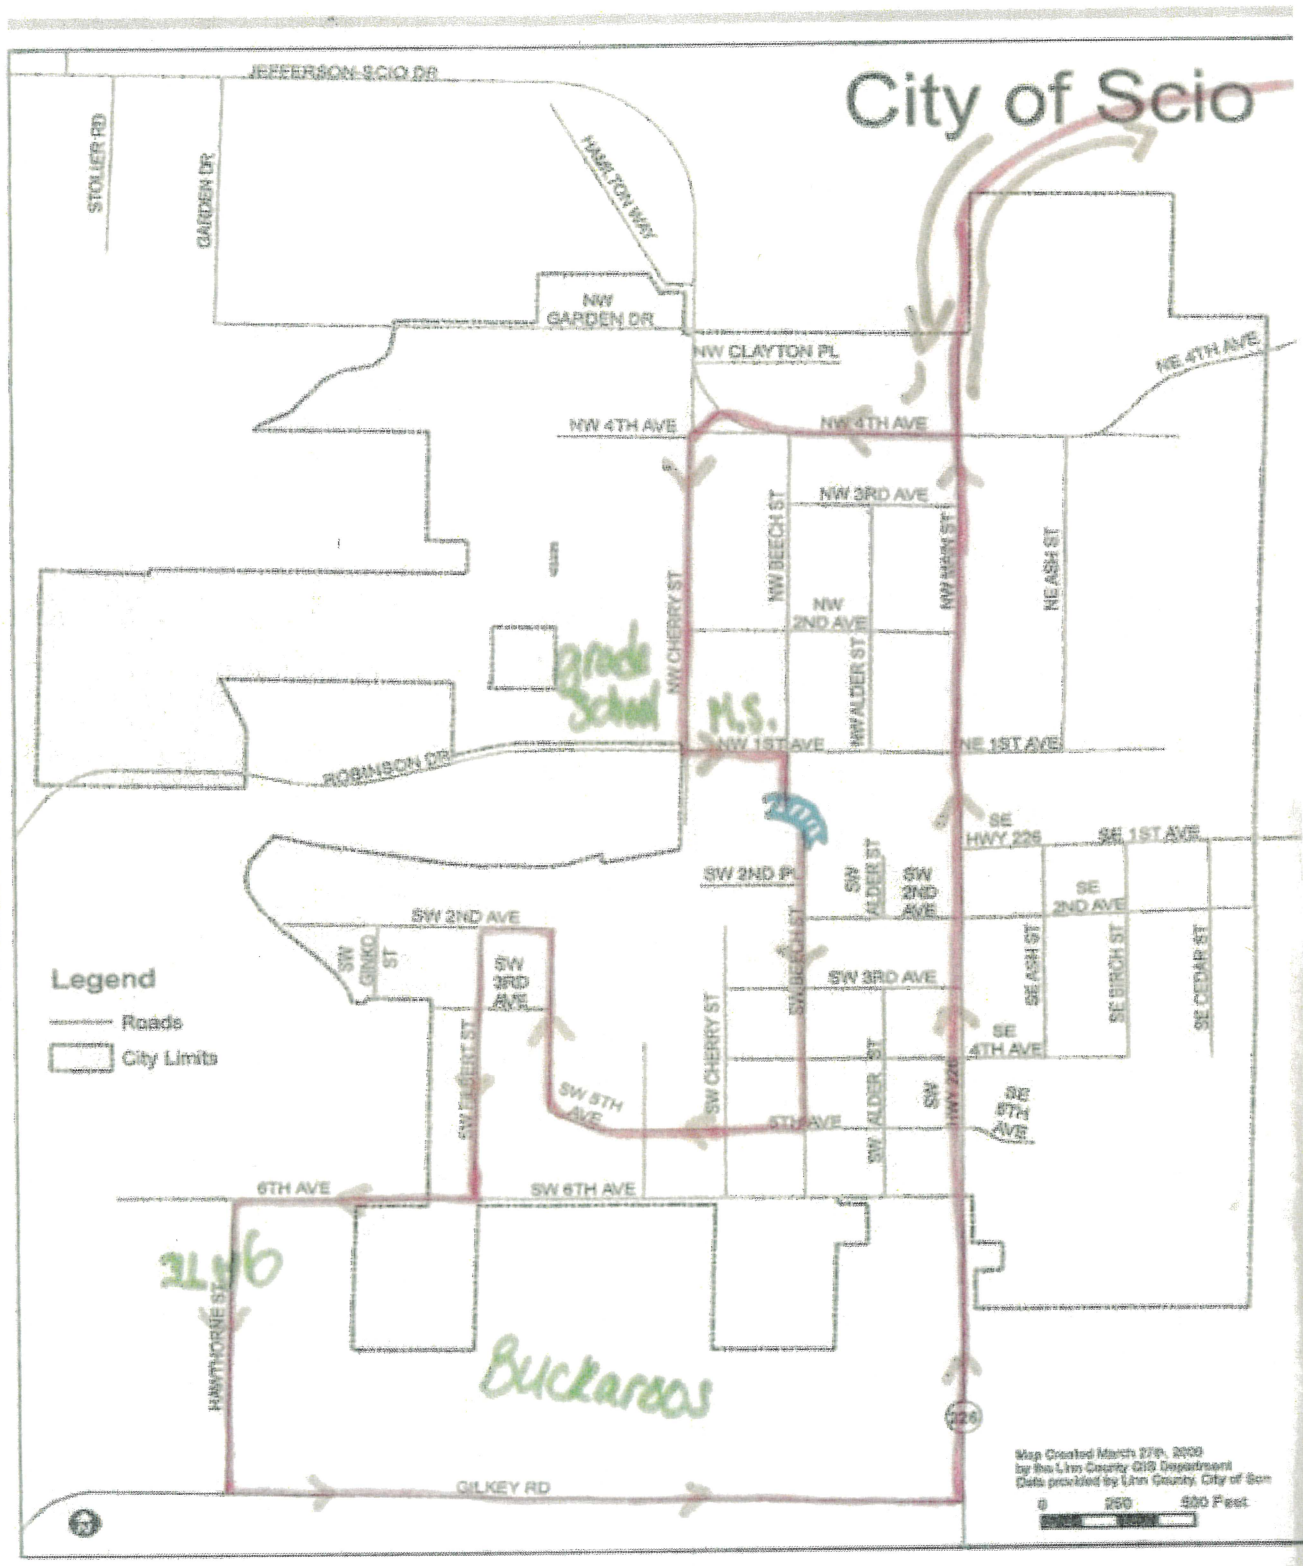 City of Scio
JEFFERSON-SCIO DR
STOLLER RD
GARDEN DR
HAMILTON WAY
NW
GARDEN DR
NW CLAYTON PL
NE 4TH AVE
NW 4TH AVE
NW 4TH AVE
NW 3RD AVE
NW BEECH ST
NW MAIN ST
NE ASH ST
NW CHERRY ST
NW
2ND AVE
NW ALDER ST
grade
School
M.S.
NW 1ST AVE
NE 1ST AVE
ROBINSON DR
SE
HWY 226
SE 1ST AVE
SW 2ND PL
SW
ALDER ST
SW
2ND
AVE
SE
2ND AVE
SW 2ND AVE
SW
GINKO
ST
SW
3RD
AVE
SW BEECH ST
SW 3RD AVE
SE ASH ST
SE BIRCH ST
SE CEDAR ST
Legend
Roads
City Limits
SW FILBERT ST
SW CHERRY ST
SE
4TH AVE
SW 5TH
AVE
5TH AVE
SW ALDER ST
SW
HWY 226
SE
5TH
AVE
6TH AVE
SW 6TH AVE
HAWTHORNE ST
Buckaroos
226
GILKEY RD
Map Created March 27th, 2009
by the Linn County GIS Department
Data provided by Linn County, City of Scio
0 250 500 Feet
N